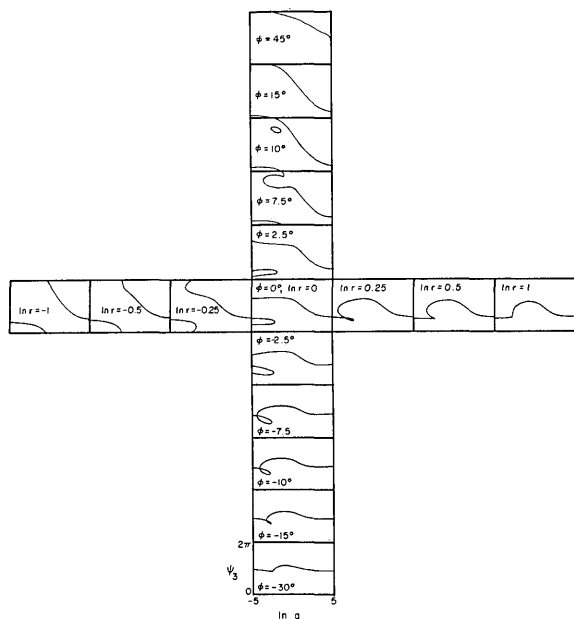 ϕ = 45°
ϕ = 15°
ϕ = 10°
ϕ = 7.5°
ϕ = 2.5°
ln r = -1
ln r = -0.5
ln r = -0.25
ϕ = 0°, ln r = 0
ln r = 0.25
ln r = 0.5
ln r = 1
ϕ = -2.5°
ϕ = -7.5
ϕ = -10°
ϕ = -15°
2π
ψ3
0
ϕ = -30°
-5
5
ln a